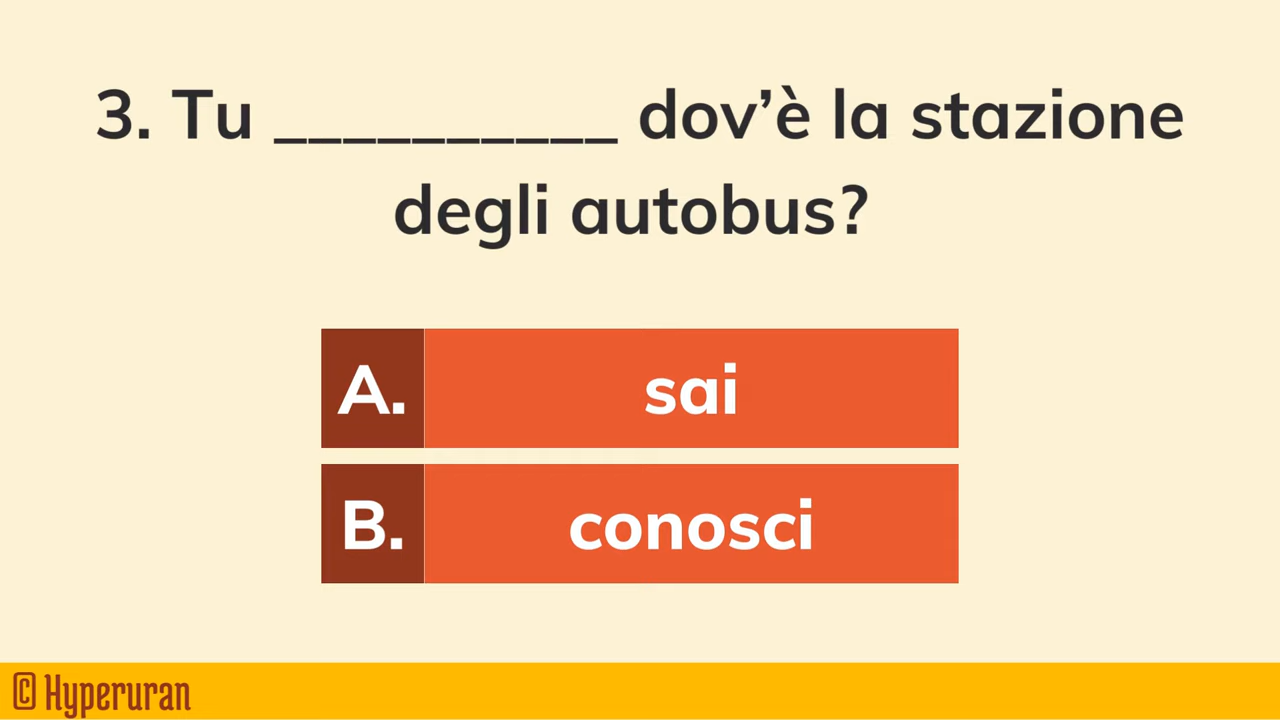 3. Tu __________ dov’è la stazione
degli autobus?
A. sai
B. conosci
© Hyperuran